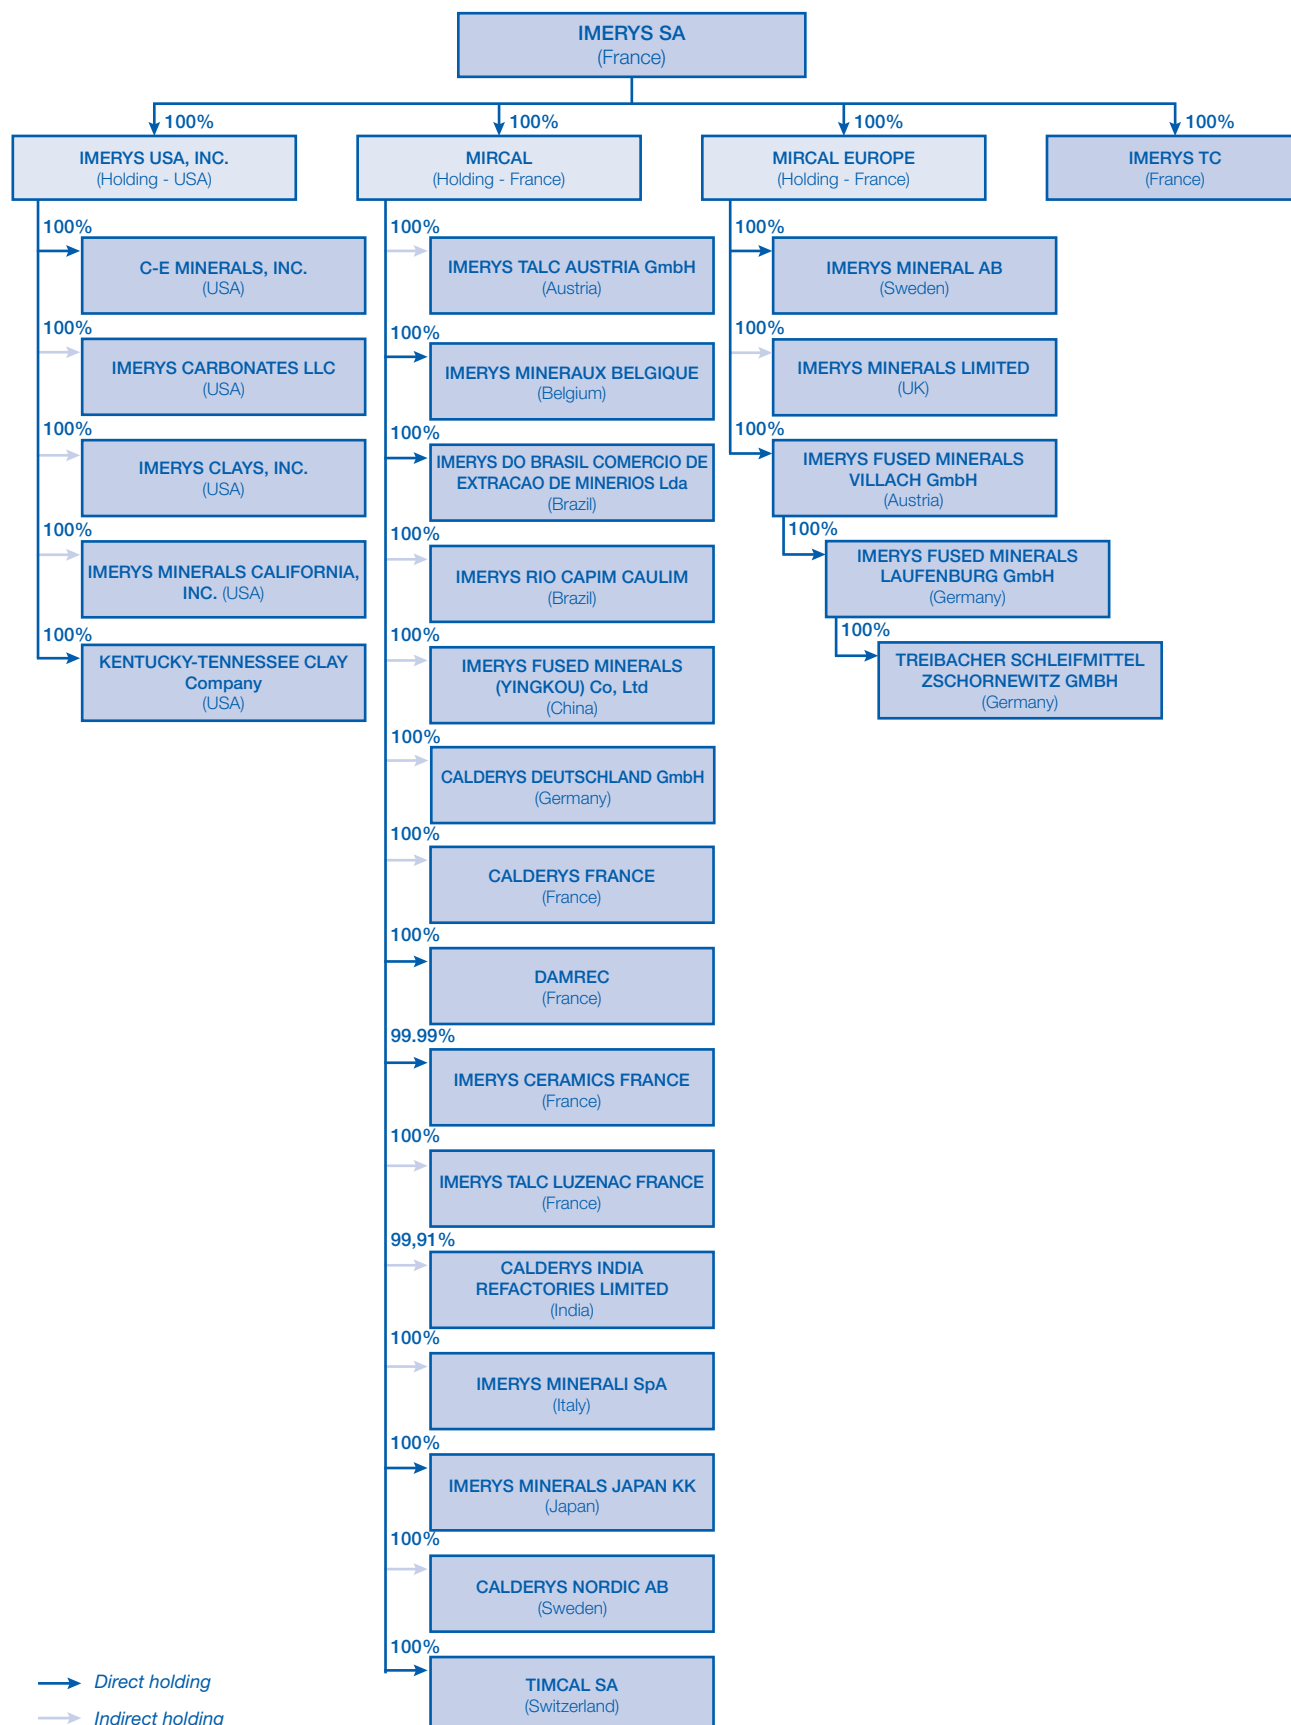 IMERYS SA
(France)
100%
100%
100%
100%
IMERYS USA, INC.
(Holding - USA)
MIRCAL
(Holding - France)
MIRCAL EUROPE
(Holding - France)
IMERYS TC
(France)
100%
C-E MINERALS, INC.
(USA)
100%
IMERYS CARBONATES LLC
(USA)
100%
IMERYS CLAYS, INC.
(USA)
100%
IMERYS MINERALS CALIFORNIA,
INC. (USA)
100%
KENTUCKY-TENNESSEE CLAY
Company
(USA)
100%
IMERYS TALC AUSTRIA GmbH
(Austria)
100%
IMERYS MINERAUX BELGIQUE
(Belgium)
100%
IMERYS DO BRASIL COMERCIO DE
EXTRACAO DE MINERIOS Lda
(Brazil)
100%
IMERYS RIO CAPIM CAULIM
(Brazil)
100%
IMERYS FUSED MINERALS
(YINGKOU) Co, Ltd
(China)
100%
CALDERYS DEUTSCHLAND GmbH
(Germany)
100%
CALDERYS FRANCE
(France)
100%
DAMREC
(France)
99.99%
IMERYS CERAMICS FRANCE
(France)
100%
IMERYS TALC LUZENAC FRANCE
(France)
99,91%
CALDERYS INDIA
REFACTORIES LIMITED
(India)
100%
IMERYS MINERALI SpA
(Italy)
100%
IMERYS MINERALS JAPAN KK
(Japan)
100%
CALDERYS NORDIC AB
(Sweden)
100%
TIMCAL SA
(Switzerland)
100%
IMERYS MINERAL AB
(Sweden)
100%
IMERYS MINERALS LIMITED
(UK)
100%
IMERYS FUSED MINERALS
VILLACH GmbH
(Austria)
100%
IMERYS FUSED MINERALS
LAUFENBURG GmbH
(Germany)
100%
TREIBACHER SCHLEIFMITTEL
ZSCHORNEWITZ GMBH
(Germany)
Direct holding
Indirect holding